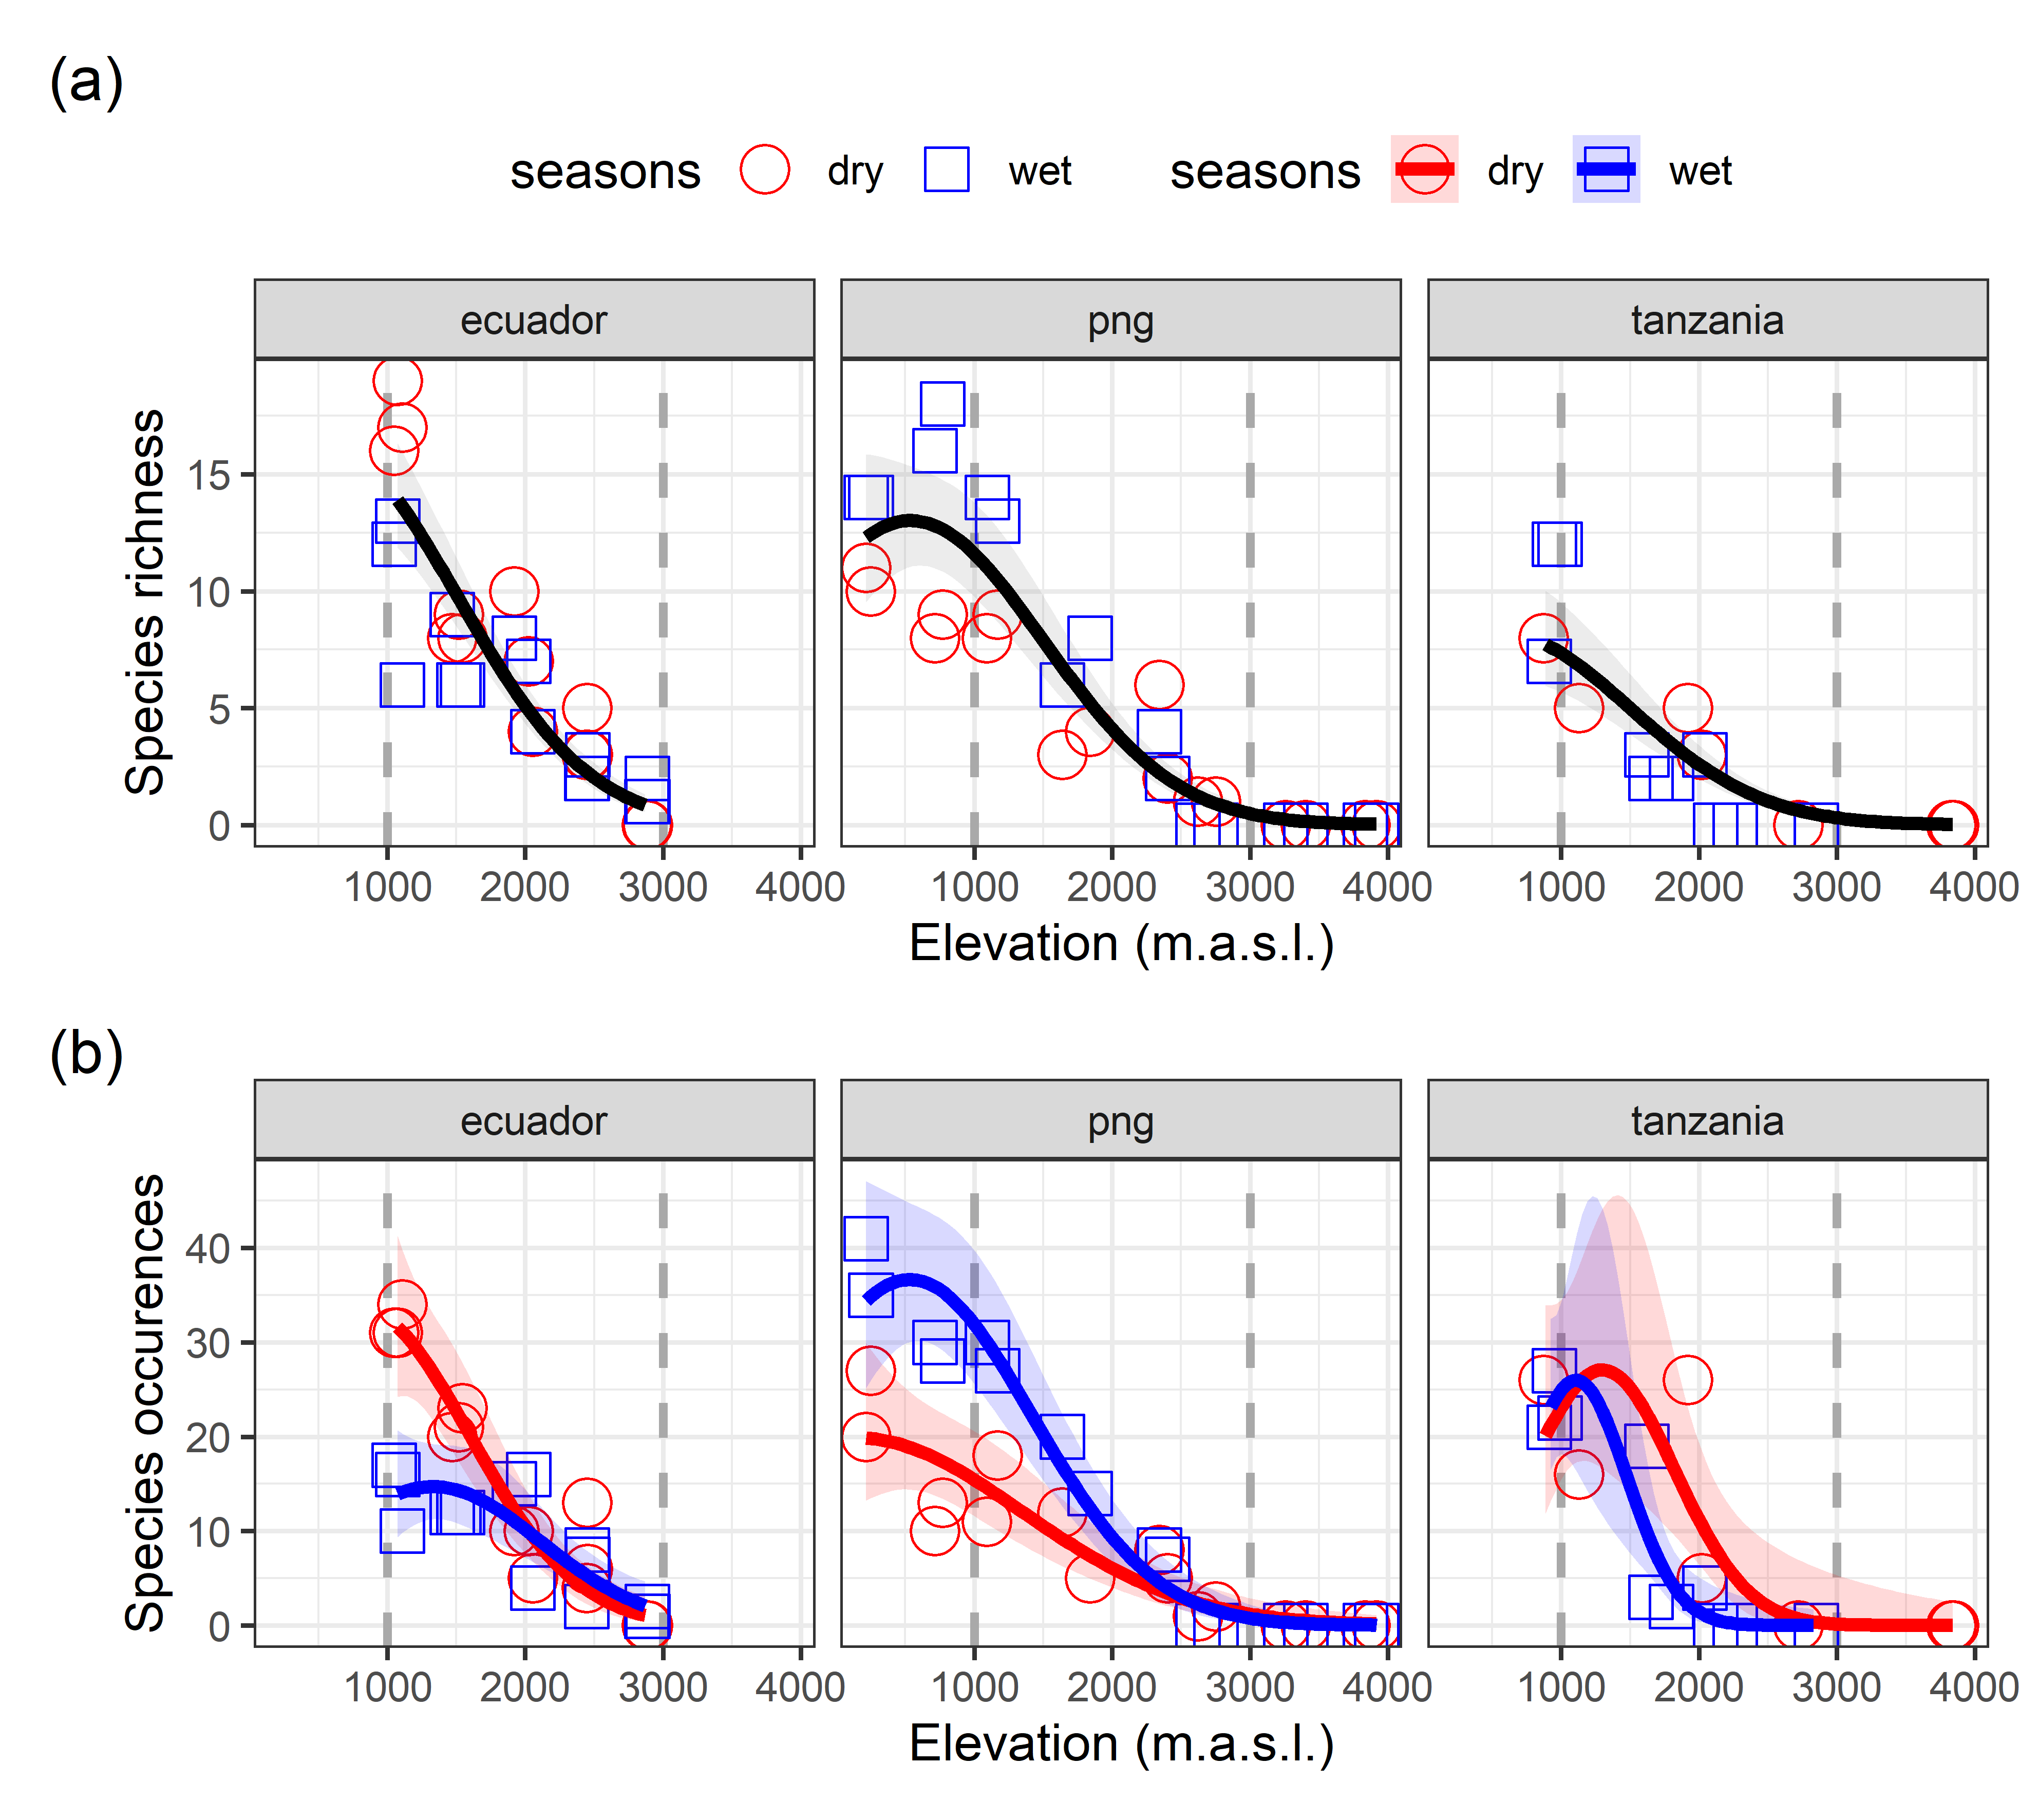 (a)
seasons dry wet seasons dry wet
ecuador png tanzania
Species richness
15
10
5
0
1000 2000 3000 4000 1000 2000 3000 4000 1000 2000 3000 4000
Elevation (m.a.s.l.)
(b)
ecuador png tanzania
Species occurences
40
30
20
10
0
1000 2000 3000 4000 1000 2000 3000 4000 1000 2000 3000 4000
Elevation (m.a.s.l.)